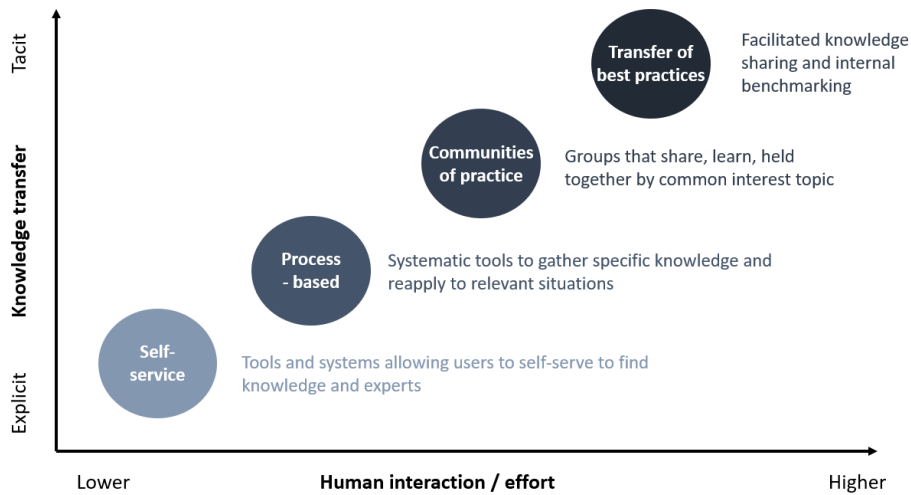 Tacit
Knowledge transfer
Explicit
Transfer of
best practices
Facilitated knowledge
sharing and internal
benchmarking
Communities
of practice
Groups that share, learn, held
together by common interest topic
Process
- based
Systematic tools to gather specific knowledge and
reapply to relevant situations
Self-
service
Tools and systems allowing users to self-serve to find
knowledge and experts
Lower
Human interaction / effort
Higher